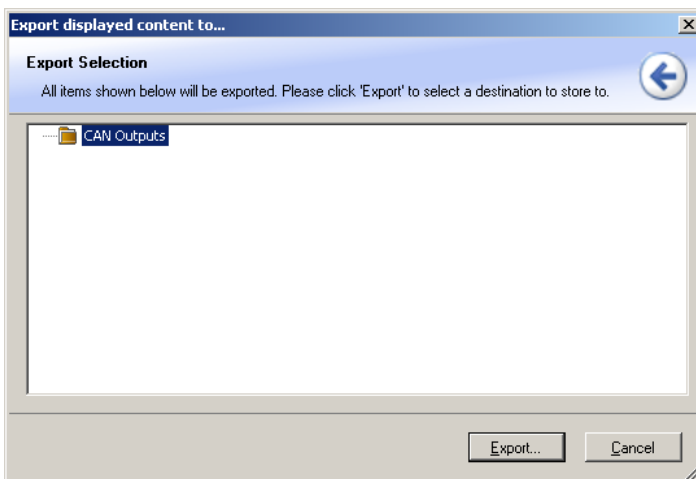 Export displayed content to...
Export Selection
All items shown below will be exported. Please click 'Export' to select a destination to store to.
CAN Outputs
Export... Cancel